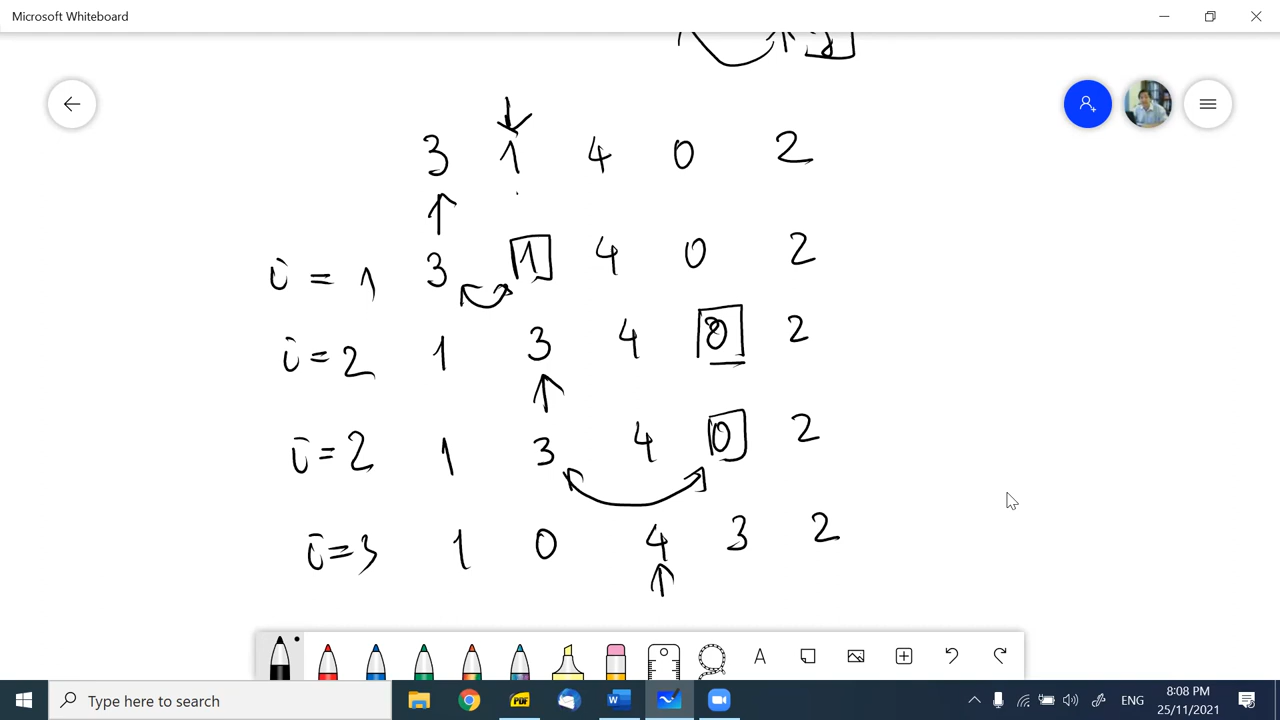 Microsoft Whiteboard
3 1 4 0 2
i = 1 3 1 4 0 2
i = 2 1 3 4 0 2
i = 2 1 3 4 0 2
i = 3 1 0 4 3 2
A
Type here to search
PDF
W
ENG
8:08 PM
25/11/2021